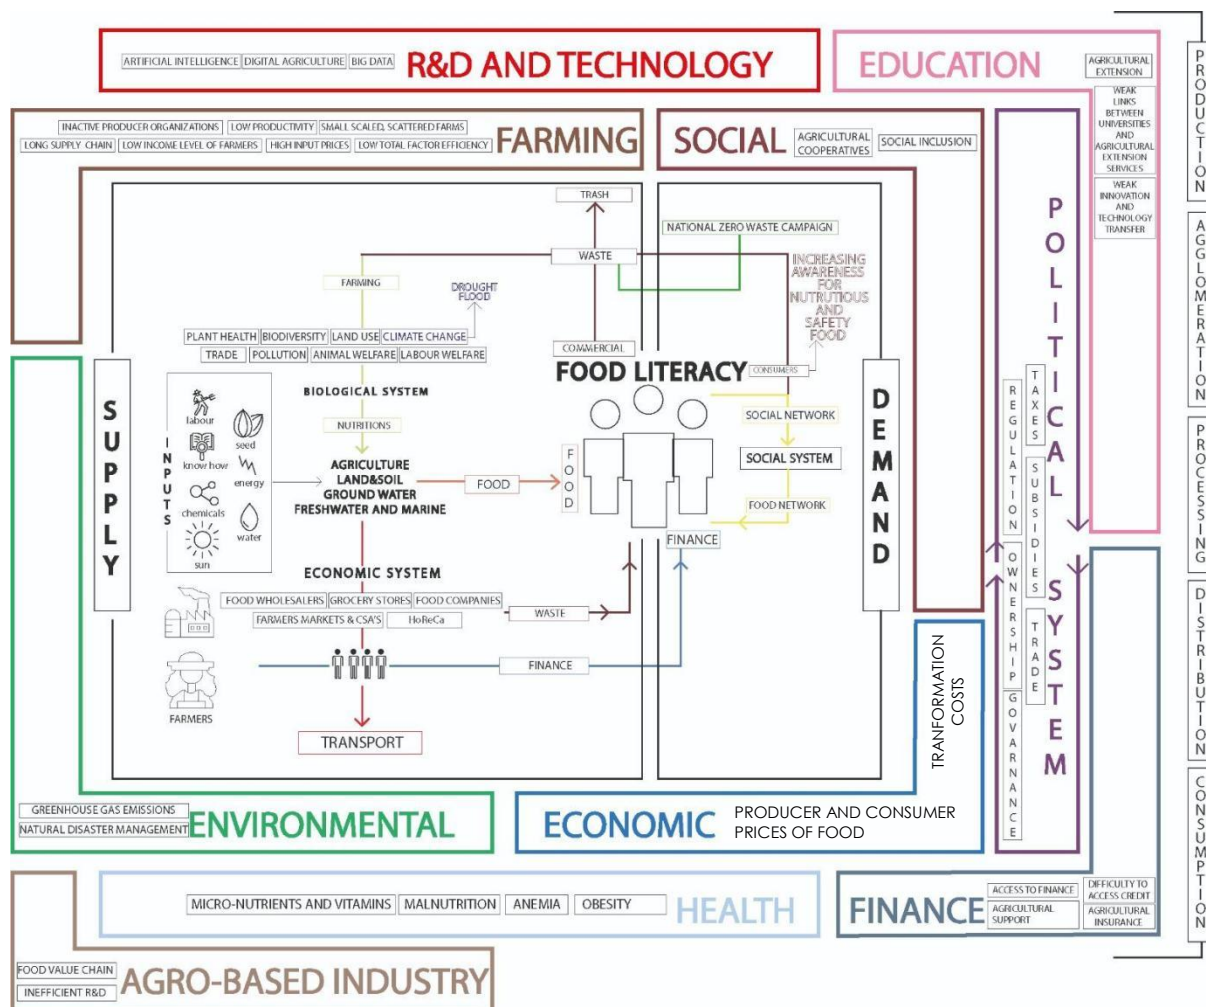 ARTIFICIAL INTELLIGENCE
DIGITAL AGRICULTURE
BIG DATA
R&D AND TECHNOLOGY
EDUCATION
AGRICULTURAL
EXTENSION
WEAK
LINKS
BETWEEN
UNIVERSITIES
AND
AGRICULTURAL
EXTENSION
SERVICES
WEAK
INNOVATION
AND
TECHNOLOGY
TRANSFER
INACTIVE PRODUCER ORGANIZATIONS
LOW PRODUCTIVITY
SMALL SCALED, SCATTERED FARMS
LONG SUPPLY CHAIN
LOW INCOME LEVEL OF FARMERS
HIGH INPUT PRICES
LOW TOTAL FACTOR EFFICIENCY
FARMING
SOCIAL
AGRICULTURAL
COOPERATIVES
SOCIAL INCLUSION
TRASH
NATIONAL ZERO WASTE CAMPAIGN
WASTE
FARMING
DROUGHT
FLOOD
INCREASING
AWARENESS
FOR
NUTRUTIOUS
AND
SAFETY
FOOD
PLANT HEALTH
BIODIVERSITY
LAND USE
CLIMATE CHANGE
TRADE
POLLUTION
ANIMAL WELFARE
LABOUR WELFARE
COMMERCIAL
CONSUMERS
FOOD LITERACY
BIOLOGICAL SYSTEM
NUTRITIONS
SUPPLY
INPUTS
labour
seed
know how
energy
chemicals
water
sun
AGRICULTURE
LAND&SOIL
GROUND WATER
FRESHWATER AND MARINE
FOOD
FOOD
SOCIAL NETWORK
SOCIAL SYSTEM
FOOD NETWORK
FINANCE
DEMAND
ECONOMIC SYSTEM
FOOD WHOLESALERS
GROCERY STORES
FOOD COMPANIES
FARMERS MARKETS & CSA'S
HoReCa
WASTE
FINANCE
FARMERS
TRANSPORT
POLITICAL SYSTEM
REGULATION
OWNERSHIP
GOVARNANCE
TAXES
SUBSIDIES
TRADE
PRODUCTION
AGGLOMERATION
PROCESSING
DISTRIBUTION
CONSUMPTION
TRANFORMATION
COSTS
GREENHOUSE GAS EMISSIONS
NATURAL DISASTER MANAGEMENT
ENVIRONMENTAL
ECONOMIC
PRODUCER AND CONSUMER
PRICES OF FOOD
MICRO-NUTRIENTS AND VITAMINS
MALNUTRITION
ANEMIA
OBESITY
HEALTH
FINANCE
ACCESS TO FINANCE
DIFFICULTY TO
ACCESS CREDIT
AGRICULTURAL
SUPPORT
AGRICULTURAL
INSURANCE
FOOD VALUE CHAIN
INEFFICIENT R&D
AGRO-BASED INDUSTRY